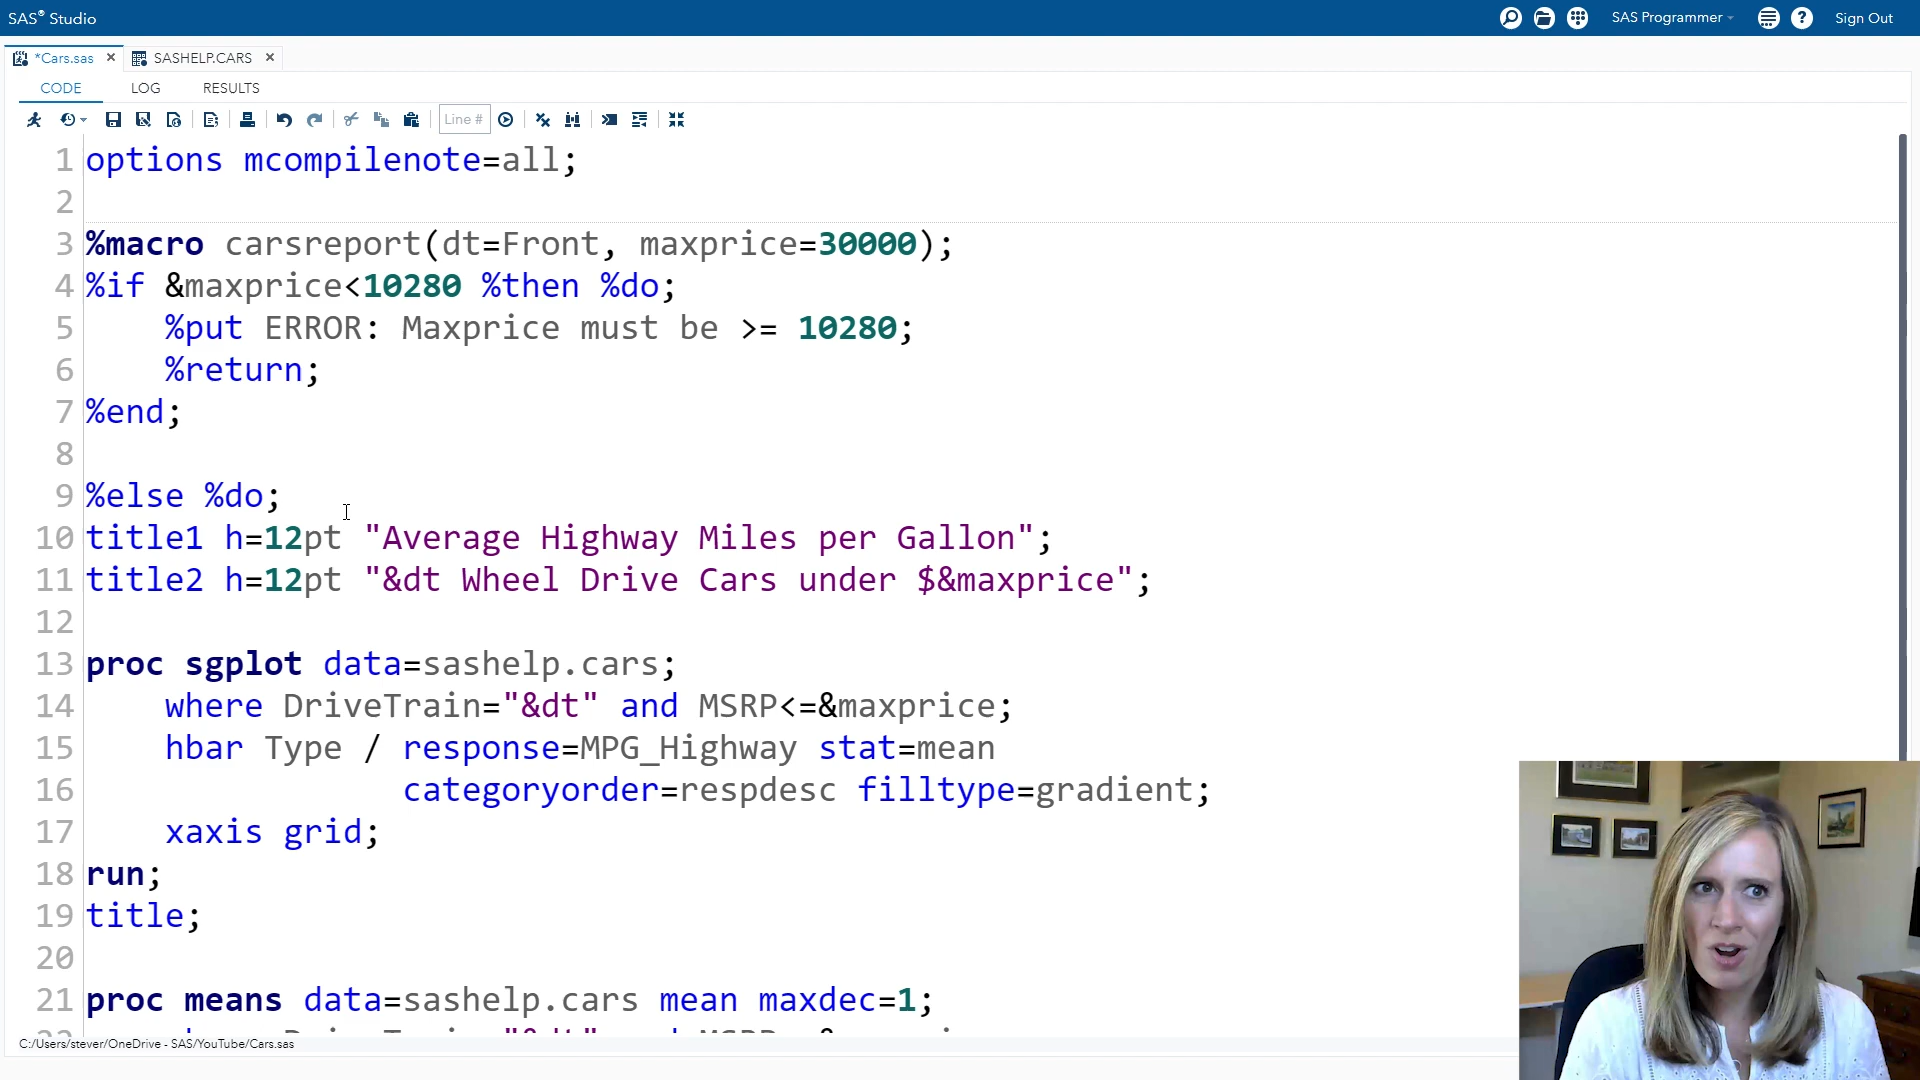 SAS® Studio
SAS Programmer
Sign Out
*Cars.sas
SASHELP.CARS
CODE LOG RESULTS
Line #
1 options mcompilenote=all;
2
3 %macro carsreport(dt=Front, maxprice=30000);
4 %if &maxprice<10280 %then %do;
5 %put ERROR: Maxprice must be >= 10280;
6 %return;
7 %end;
8
9 %else %do;
10 title1 h=12pt "Average Highway Miles per Gallon";
11 title2 h=12pt "&dt Wheel Drive Cars under $&maxprice";
12
13 proc sgplot data=sashelp.cars;
14 where DriveTrain="&dt" and MSRP<=&maxprice;
15 hbar Type / response=MPG_Highway stat=mean
16 categoryorder=respdesc filltype=gradient;
17 xaxis grid;
18 run;
19 title;
20
21 proc means data=sashelp.cars mean maxdec=1;
C:/Users/stever/OneDrive - SAS/YouTube/Cars.sas